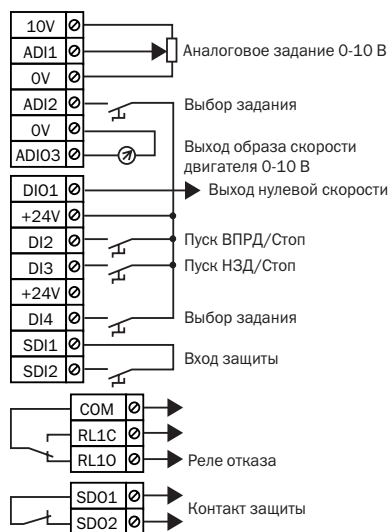 10V
ADI1
Аналоговое задание 0-10 В
0V
ADI2
Выбор задания
0V
ADIO3
Выход образа скорости
двигателя 0-10 В
DIO1
Выход нулевой скорости
+24V
DI2
Пуск ВПРД/Стоп
DI3
Пуск НЗД/Стоп
+24V
DI4
Выбор задания
SDI1
Вход защиты
SDI2
COM
RL1C
RL1O
Реле отказа
SDO1
Контакт защиты
SDO2